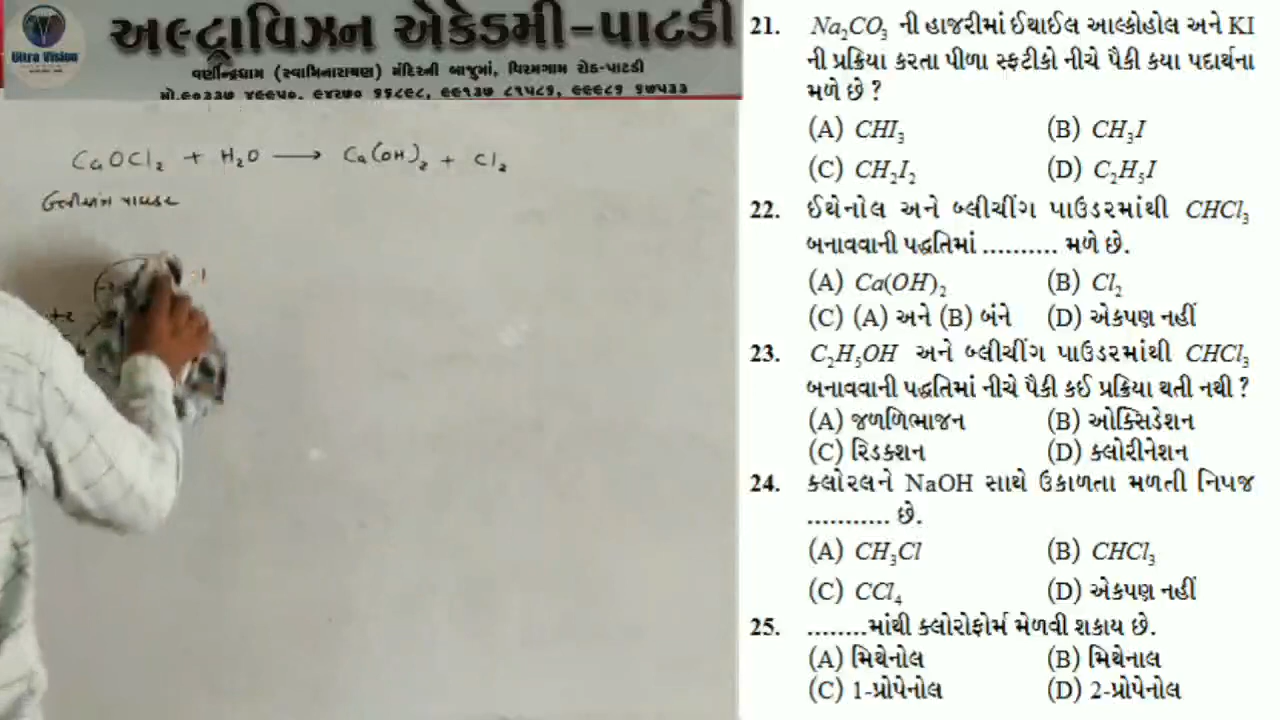 અલ્ટ્રાવિઝન એકેડમી-પાટડી
Ultra Vision
વર્ણીન્દ્રધામ (સ્વામિનારાયણ) મંદિરની બાજુમાં, વિરમગામ રોડ-પાટડી
CaOCl₂ + H₂O ⟶ Ca(OH)₂ + Cl₂
21. Na₂CO₃ ની હાજરીમાં ઈથાઈલ આલ્કોહોલ અને KI
ની પ્રક્રિયા કરતા પીળા સ્ફટીકો નીચે પૈકી કયા પદાર્થના
મળે છે ?
(A) CHI₃ (B) CH₃I
(C) CH₂I₂ (D) C₂H₅I
22. ઈથેનોલ અને બ્લીચીંગ પાઉડરમાંથી CHCl₃
બનાવવાની પદ્ધતિમાં .......... મળે છે.
(A) Ca(OH)₂ (B) Cl₂
(C) (A) અને (B) બંને (D) એકપણ નહીં
23. C₂H₅OH અને બ્લીચીંગ પાઉડરમાંથી CHCl₃
બનાવવાની પદ્ધતિમાં નીચે પૈકી કઈ પ્રક્રિયા થતી નથી ?
(A) જળળિભાજન (B) ઓક્સિડેશન
(C) રિડક્શન (D) ક્લોરીનેશન
24. ક્લોરલને NaOH સાથે ઉકાળતા મળતી નિપજ
........... છે.
(A) CH₃Cl (B) CHCl₃
(C) CCl₄ (D) એકપણ નહીં
25. ........માંથી ક્લોરોફોર્મ મેળવી શકાય છે.
(A) મિથેનોલ (B) મિથેનાલ
(C) 1-પ્રોપેનોલ (D) 2-પ્રોપેનોલ